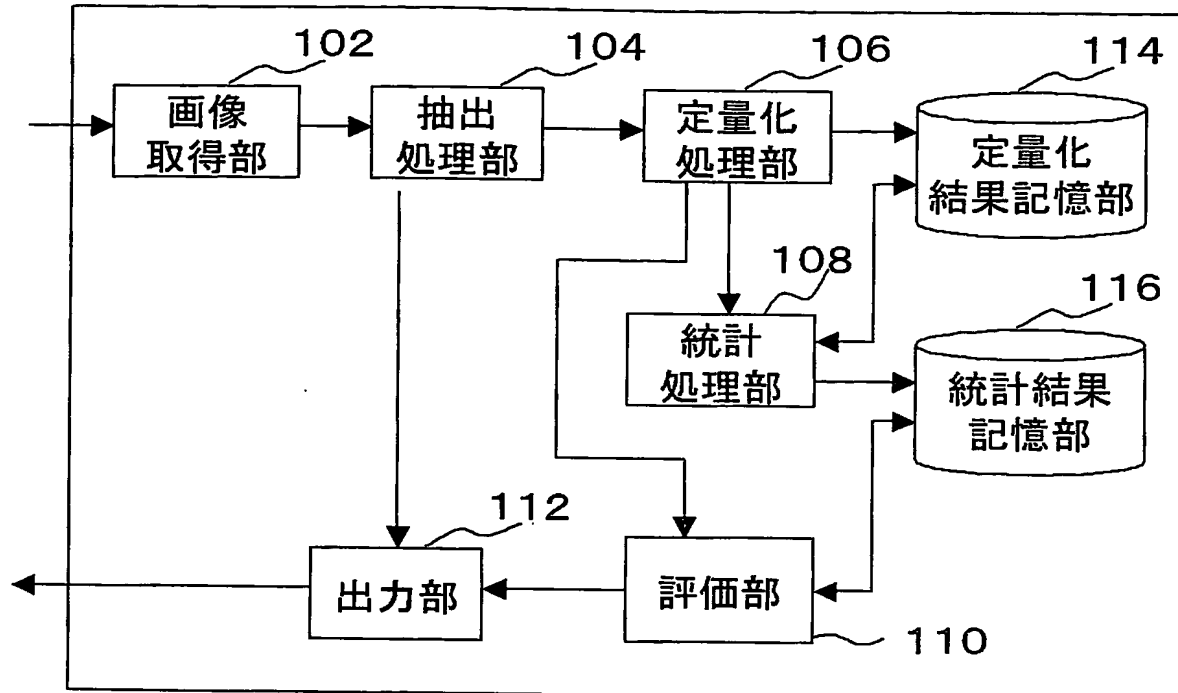 102
104
106
114
画像
取得部
抽出
処理部
定量化
処理部
定量化
結果記憶部
108
116
統計
処理部
統計結果
記憶部
112
出力部
評価部
110